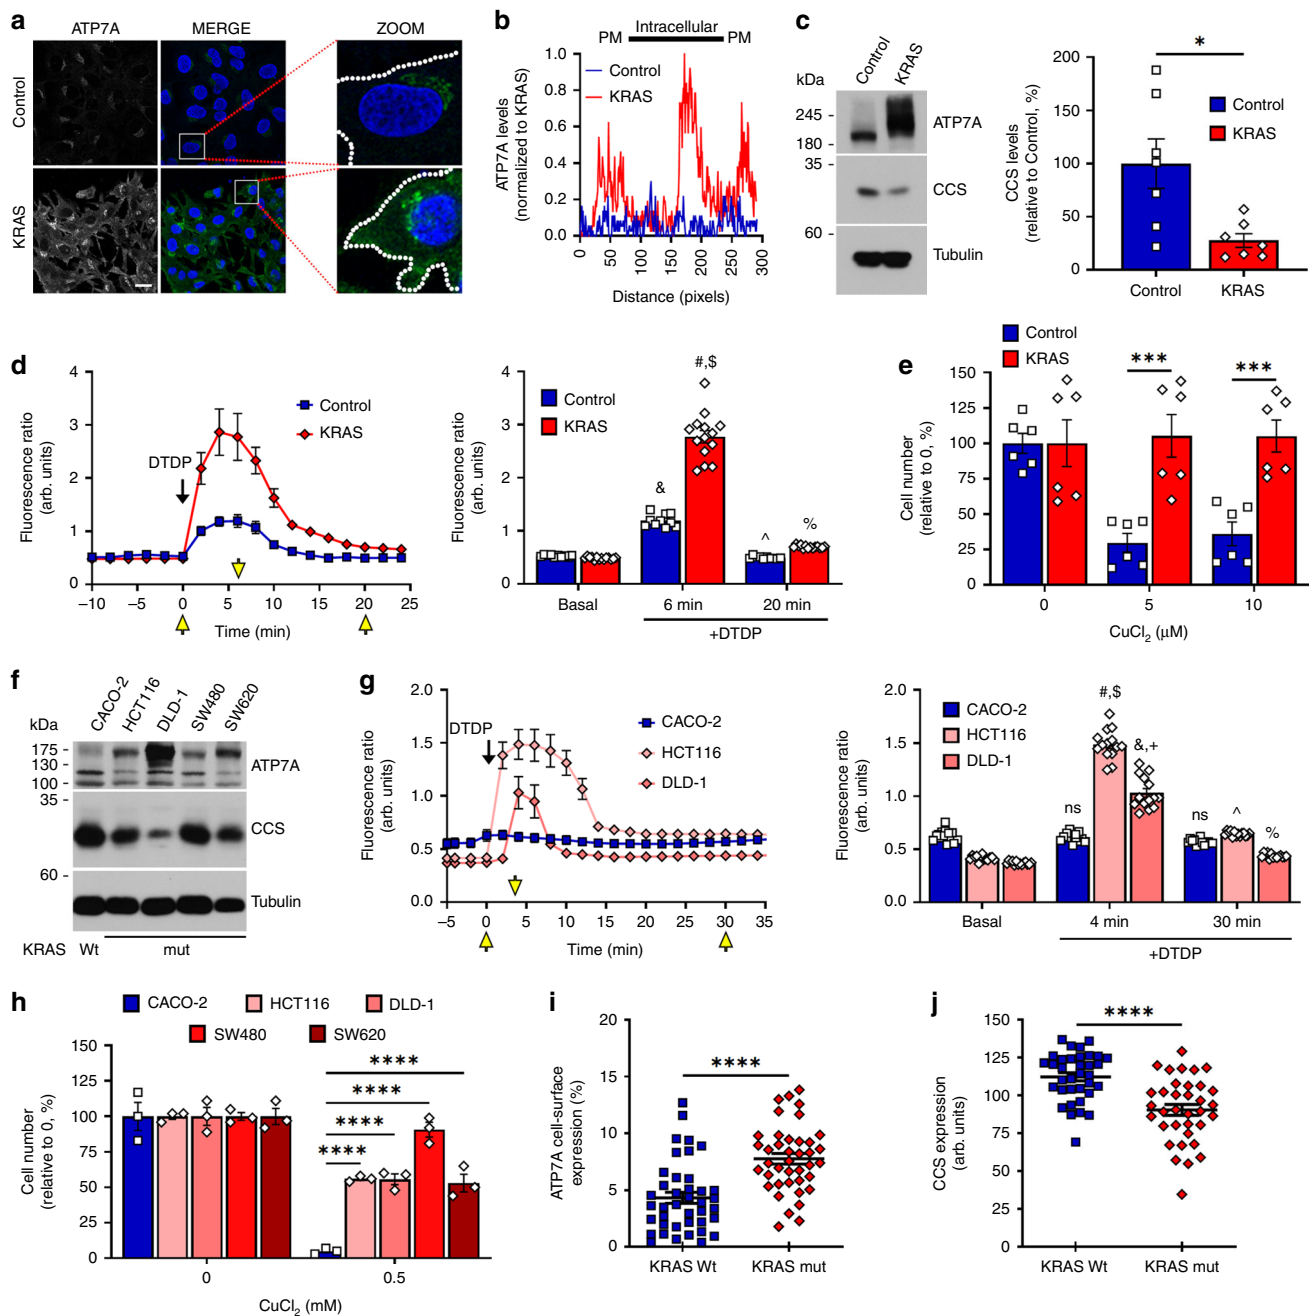 a
ATP7A
MERGE
ZOOM
Control
KRAS
b
Intracellular
PM
PM
ATP7A levels
(normalized to KRAS)
1.0
0.8
0.6
0.4
0.2
0.0
Control
KRAS
0
50
100
150
200
250
300
Distance (pixels)
c
Control
KRAS
kDa
245
180
ATP7A
35
CCS
60
Tubulin
CCS levels
(relative to Control, %)
200
150
100
50
0
*
Control
KRAS
Control
KRAS
d
Fluorescence ratio
(arb. units)
4
3
2
1
0
DTDP
Control
KRAS
–10
–5
0
5
10
15
20
25
Time (min)
Fluorescence ratio
(arb. units)
4
3
2
1
0
Control
KRAS
&
#,$
^
%
Basal
6 min
20 min
+DTDP
e
Control
KRAS
Cell number
(relative to 0, %)
150
125
100
75
50
25
0
***
***
0
5
10
CuCl2 (μM)
f
CACO-2
HCT116
DLD-1
SW480
SW620
kDa
175
130
100
ATP7A
35
CCS
60
Tubulin
KRAS
Wt
mut
g
Fluorescence ratio
(arb. units)
2.0
1.5
1.0
0.5
0.0
DTDP
CACO-2
HCT116
DLD-1
–5
0
5
10
15
20
25
30
35
Time (min)
Fluorescence ratio
(arb. units)
2.0
1.5
1.0
0.5
0.0
CACO-2
HCT116
DLD-1
ns
#,$
&,+
ns
^
%
Basal
4 min
30 min
+DTDP
h
CACO-2
HCT116
DLD-1
SW480
SW620
Cell number
(relative to 0, %)
150
125
100
75
50
25
0
****
****
****
****
0
0.5
CuCl2 (mM)
i
ATP7A cell-surface
expression (%)
20
15
10
5
0
****
KRAS Wt
KRAS mut
j
CCS expression
(arb. units)
150
125
100
75
50
25
0
****
KRAS Wt
KRAS mut